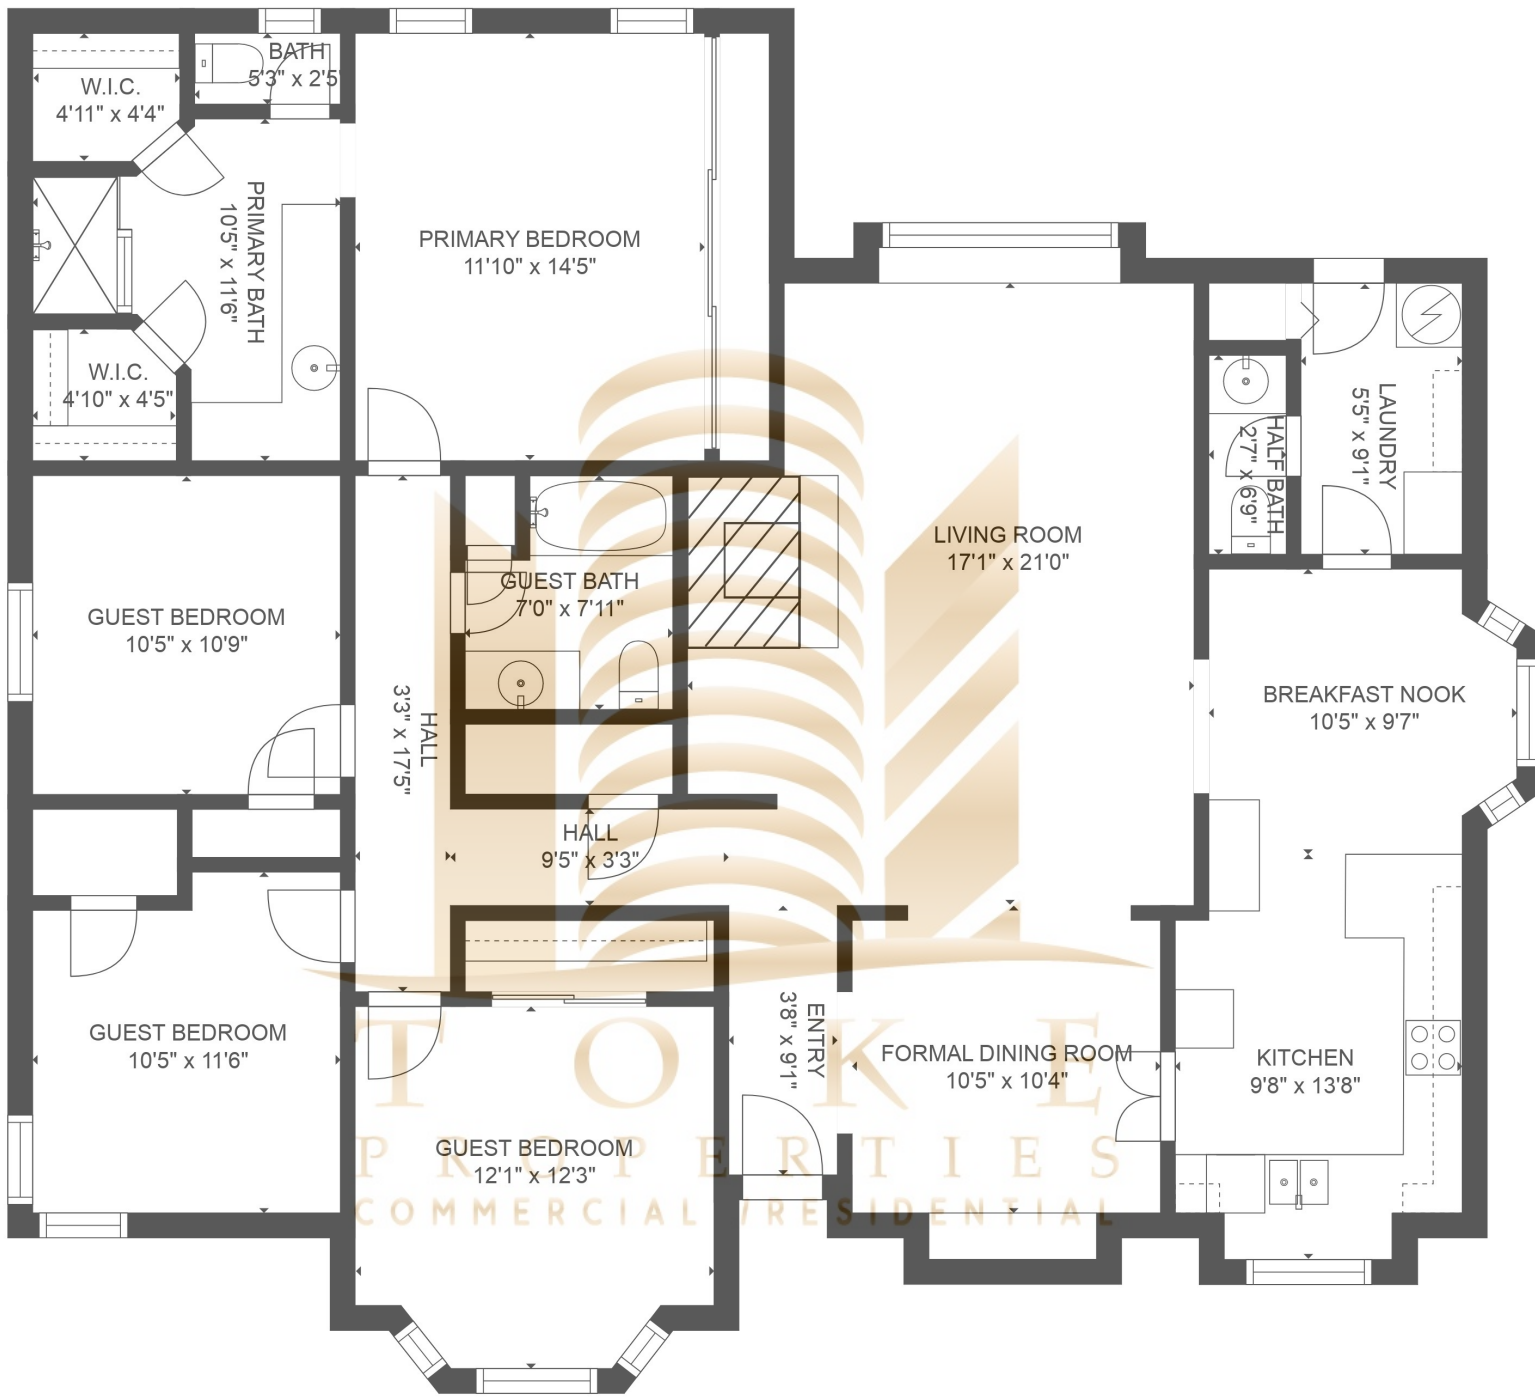 BATH
5'3" x 2'5"
W.I.C.
4'11" x 4'4"
PRIMARY BATH
10'5" x 11'6"
PRIMARY BEDROOM
11'10" x 14'5"
W.I.C.
4'10" x 4'5"
LAUNDRY
5'5" x 9'1"
HALF BATH
2'7" x 6'9"
LIVING ROOM
17'1" x 21'0"
GUEST BATH
7'0" x 7'11"
GUEST BEDROOM
10'5" x 10'9"
HALL
3'3" x 17'5"
BREAKFAST NOOK
10'5" x 9'7"
HALL
9'5" x 3'3"
GUEST BEDROOM
10'5" x 11'6"
ENTRY
3'8" x 9'1"
FORMAL DINING ROOM
10'5" x 10'4"
KITCHEN
9'8" x 13'8"
GUEST BEDROOM
12'1" x 12'3"
TOKE
PROPERTIES
COMMERCIAL / RESIDENTIAL